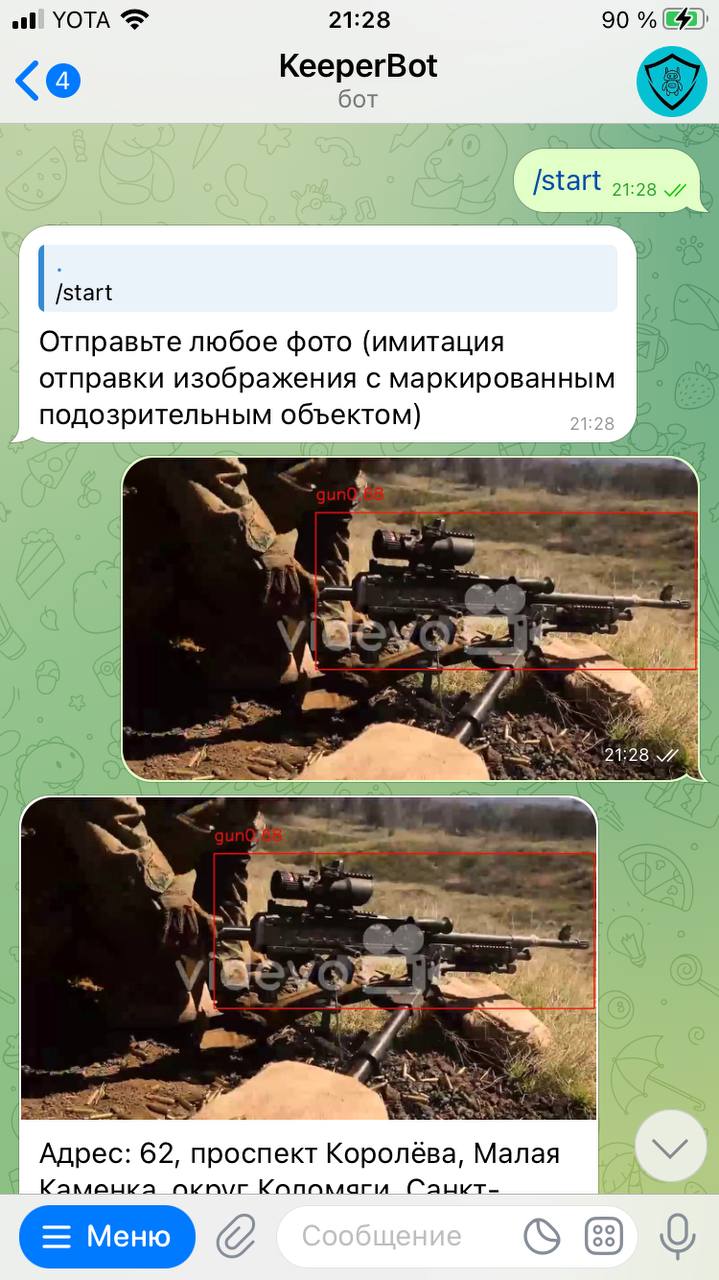 YOTA 21:28 90 %
4 KeeperBot
бот
/start 21:28
.
/start
Отправьте любое фото (имитация
отправки изображения с маркированным
подозрительным объектом) 21:28
gun0,68
videvo
21:28
gun0,68
videvo
Адрес: 62, проспект Королёва, Малая
Каменка, округ Коломяги, Санкт-
Меню Сообщение